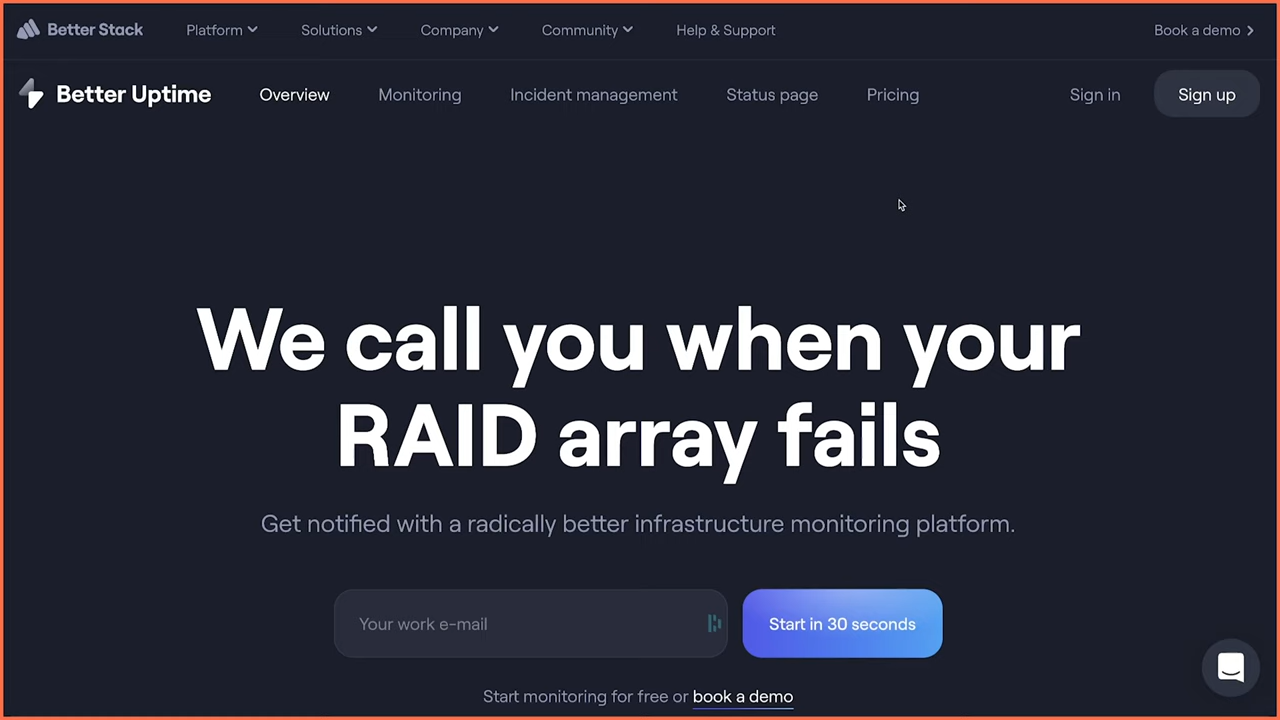 Better Stack Platform Solutions Company Community Help & Support Book a demo
Better Uptime Overview Monitoring Incident management Status page Pricing Sign in Sign up
We call you when your
RAID array fails
Get notified with a radically better infrastructure monitoring platform.
Your work e-mail Start in 30 seconds
Start monitoring for free or book a demo